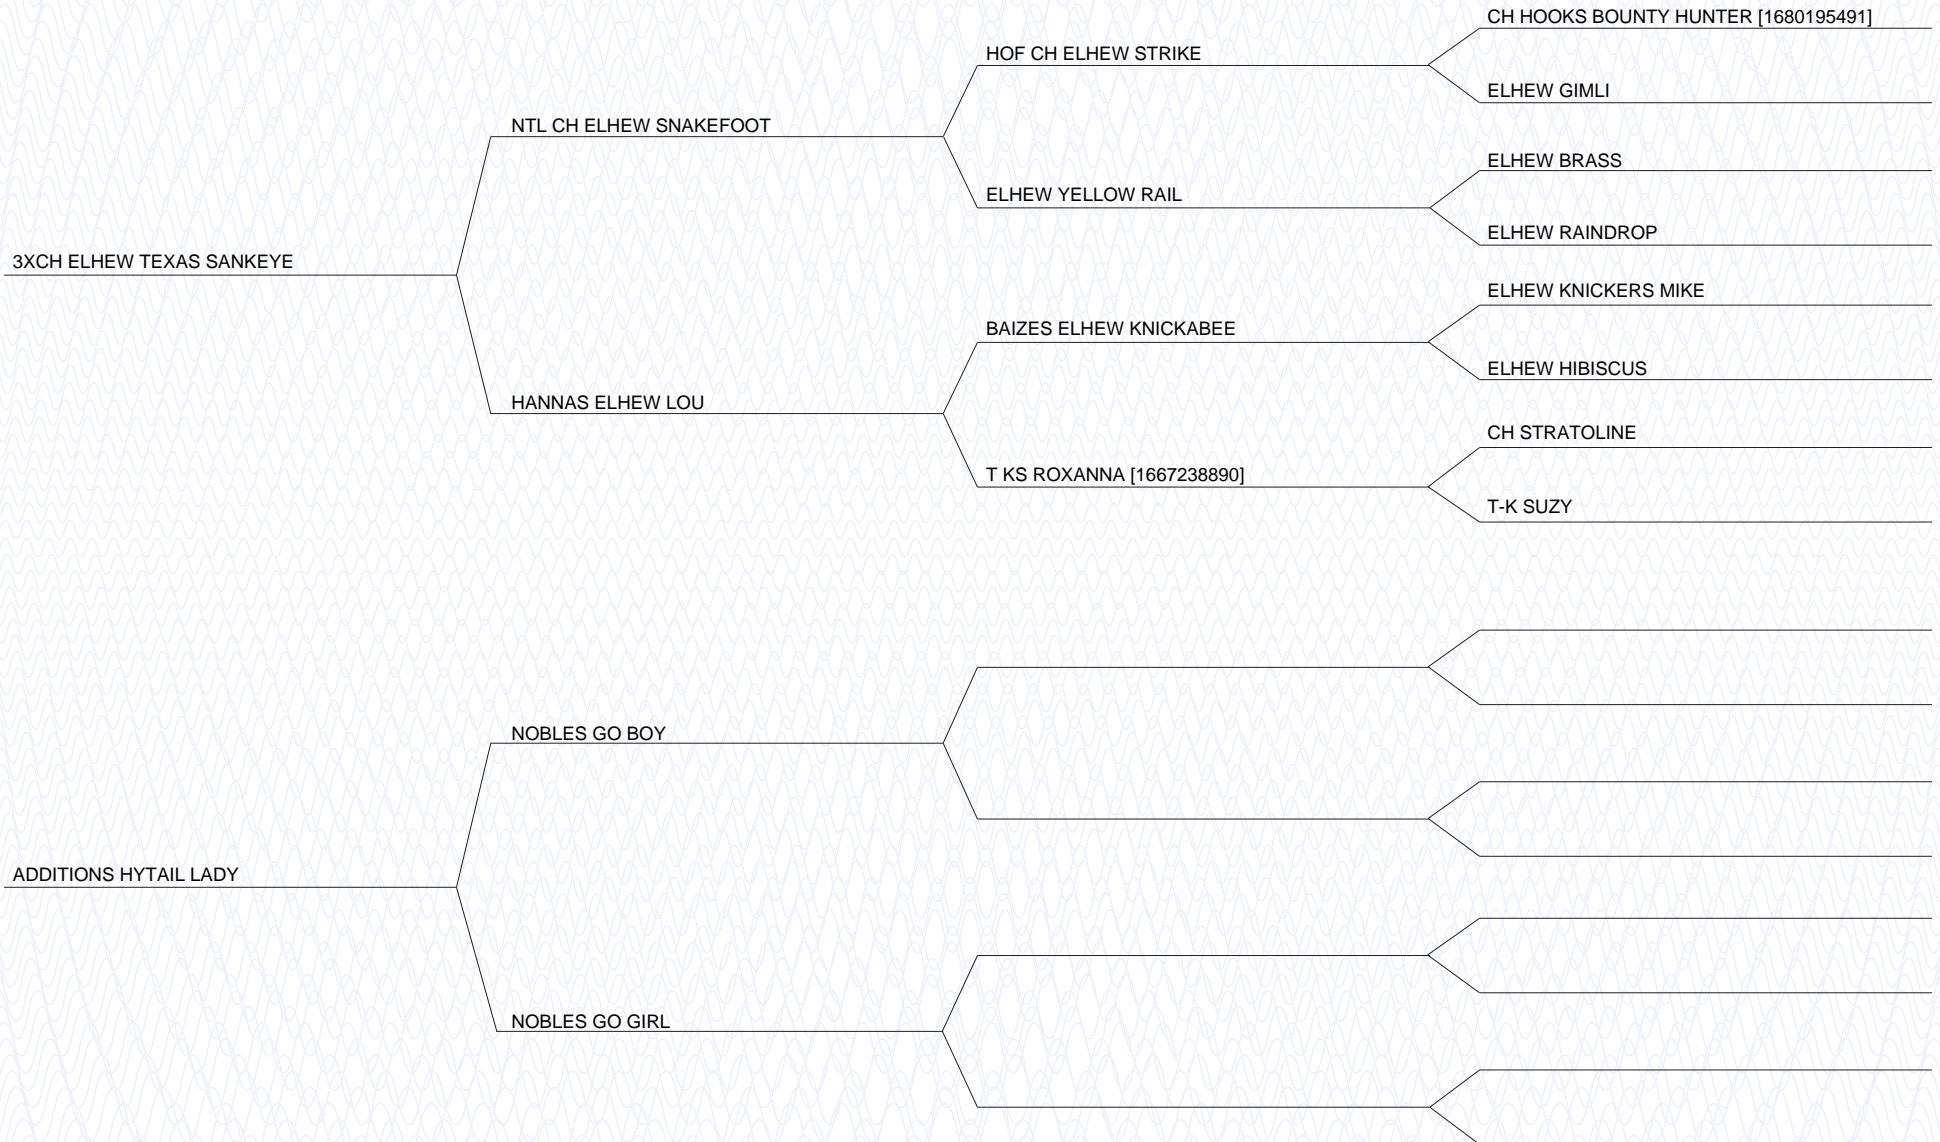 CH HOOKS BOUNTY HUNTER [1680195491]
HOF CH ELHEW STRIKE
ELHEW GIMLI
NTL CH ELHEW SNAKEFOOT
ELHEW BRASS
ELHEW YELLOW RAIL
ELHEW RAINDROP
3XCH ELHEW TEXAS SANKEYE
ELHEW KNICKERS MIKE
BAIZES ELHEW KNICKABEE
ELHEW HIBISCUS
HANNAS ELHEW LOU
CH STRATOLINE
T KS ROXANNA [1667238890]
T-K SUZY
NOBLES GO BOY
ADDITIONS HYTAIL LADY
NOBLES GO GIRL